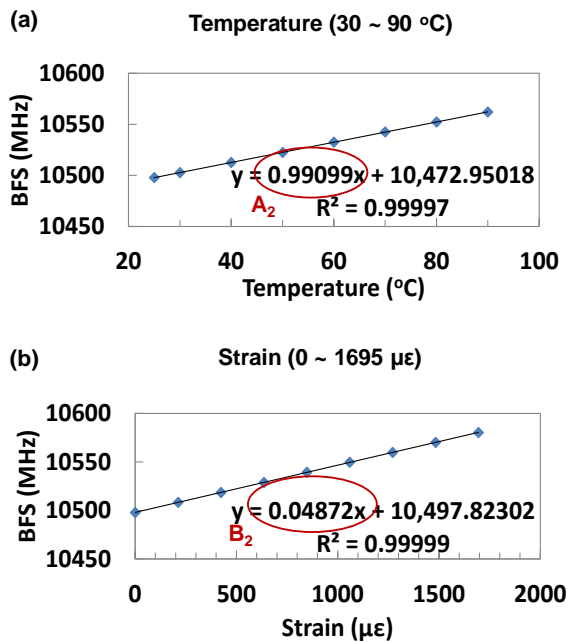 (a)
Temperature (30 ~ 90 ºC)
10600
10550
10500
10450
BFS (MHz)
y = 0.99099x + 10,472.95018
R² = 0.99997
A₂
20 40 60 80 100
Temperature (ºC)
(b)
Strain (0 ~ 1695 µε)
10600
10550
10500
10450
BFS (MHz)
y = 0.04872x + 10,497.82302
R² = 0.99999
B₂
0 500 1000 1500 2000
Strain (µε)